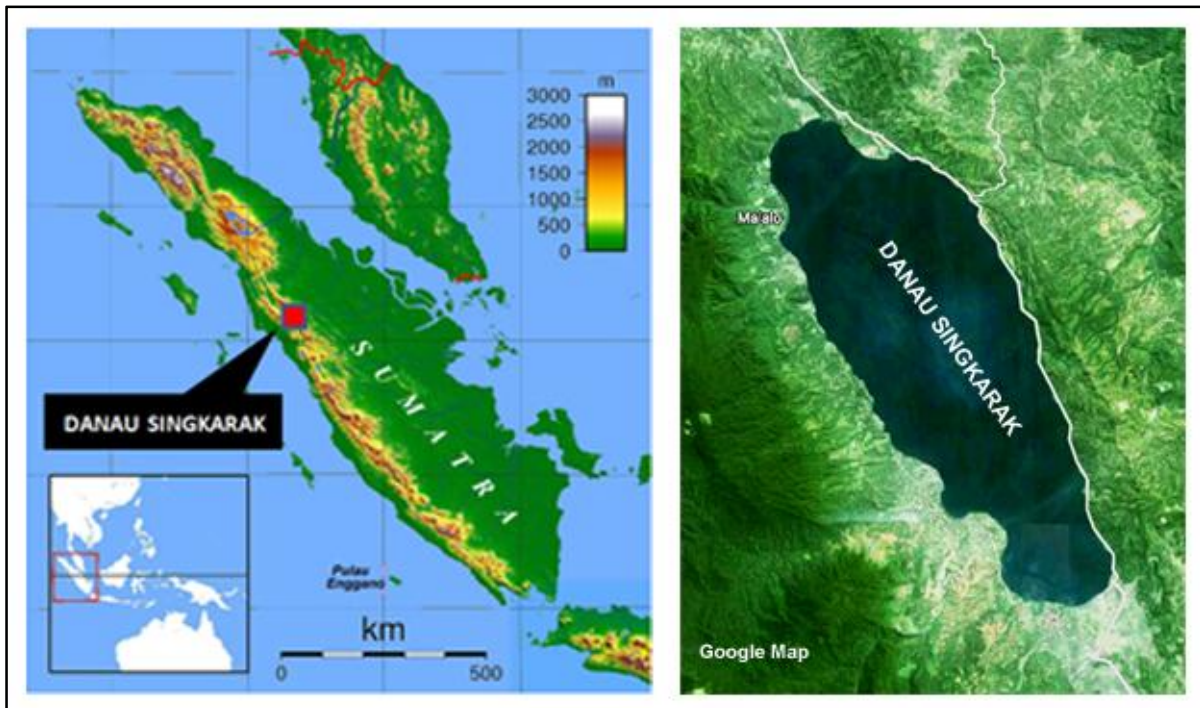 m
3000
2500
2000
1500
1000
500
0
DANAU SINGKARAK
SUMATRA
Pulau
Enggano
km
0 500
Malalo
DANAU SINGKARAK
Google Map